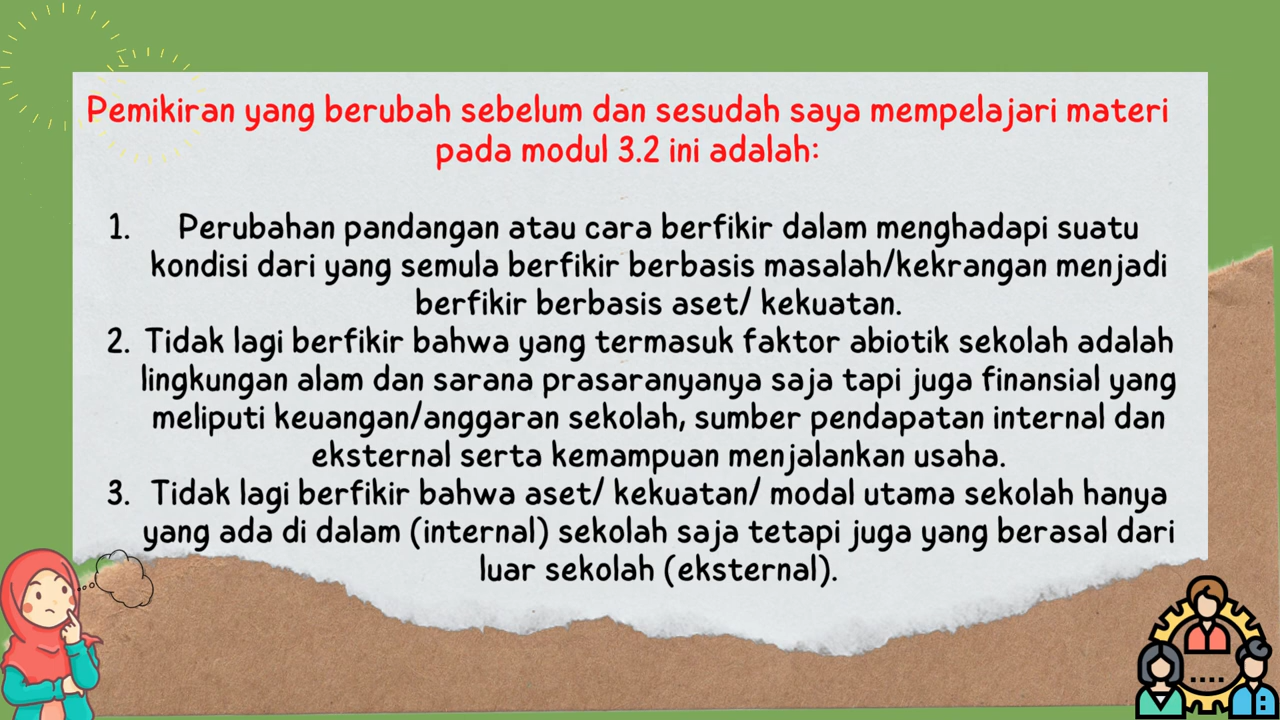 Pemikiran yang berubah sebelum dan sesudah saya mempelajari materi
pada modul 3.2 ini adalah:
1. Perubahan pandangan atau cara berfikir dalam menghadapi suatu
kondisi dari yang semula berfikir berbasis masalah/kekrangan menjadi
berfikir berbasis aset/ kekuatan.
2. Tidak lagi berfikir bahwa yang termasuk faktor abiotik sekolah adalah
lingkungan alam dan sarana prasaranyanya saja tapi juga finansial yang
meliputi keuangan/anggaran sekolah, sumber pendapatan internal dan
eksternal serta kemampuan menjalankan usaha.
3. Tidak lagi berfikir bahwa aset/ kekuatan/ modal utama sekolah hanya
yang ada di dalam (internal) sekolah saja tetapi juga yang berasal dari
luar sekolah (eksternal).